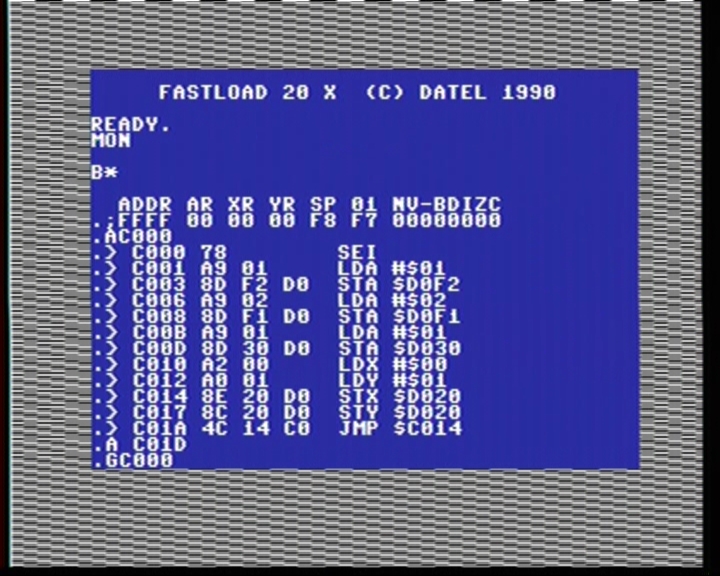 FASTLOAD 20 X (C) DATEL 1990
READY.
MON
B*
ADDR AR XR YR SP 01 NV-BDIZC
.;FFFF 00 00 00 F8 F7 00000000
.AC000
.> C000 78 SEI
.> C001 A9 01 LDA #$01
.> C003 8D F2 D0 STA $D0F2
.> C006 A9 02 LDA #$02
.> C008 8D F1 D0 STA $D0F1
.> C00B A9 01 LDA #$01
.> C00D 8D 30 D0 STA $D030
.> C010 A2 00 LDX #$00
.> C012 A0 01 LDY #$01
.> C014 8E 20 D0 STX $D020
.> C017 8C 20 D0 STY $D020
.> C01A 4C 14 C0 JMP $C014
.A C01D
.GC000